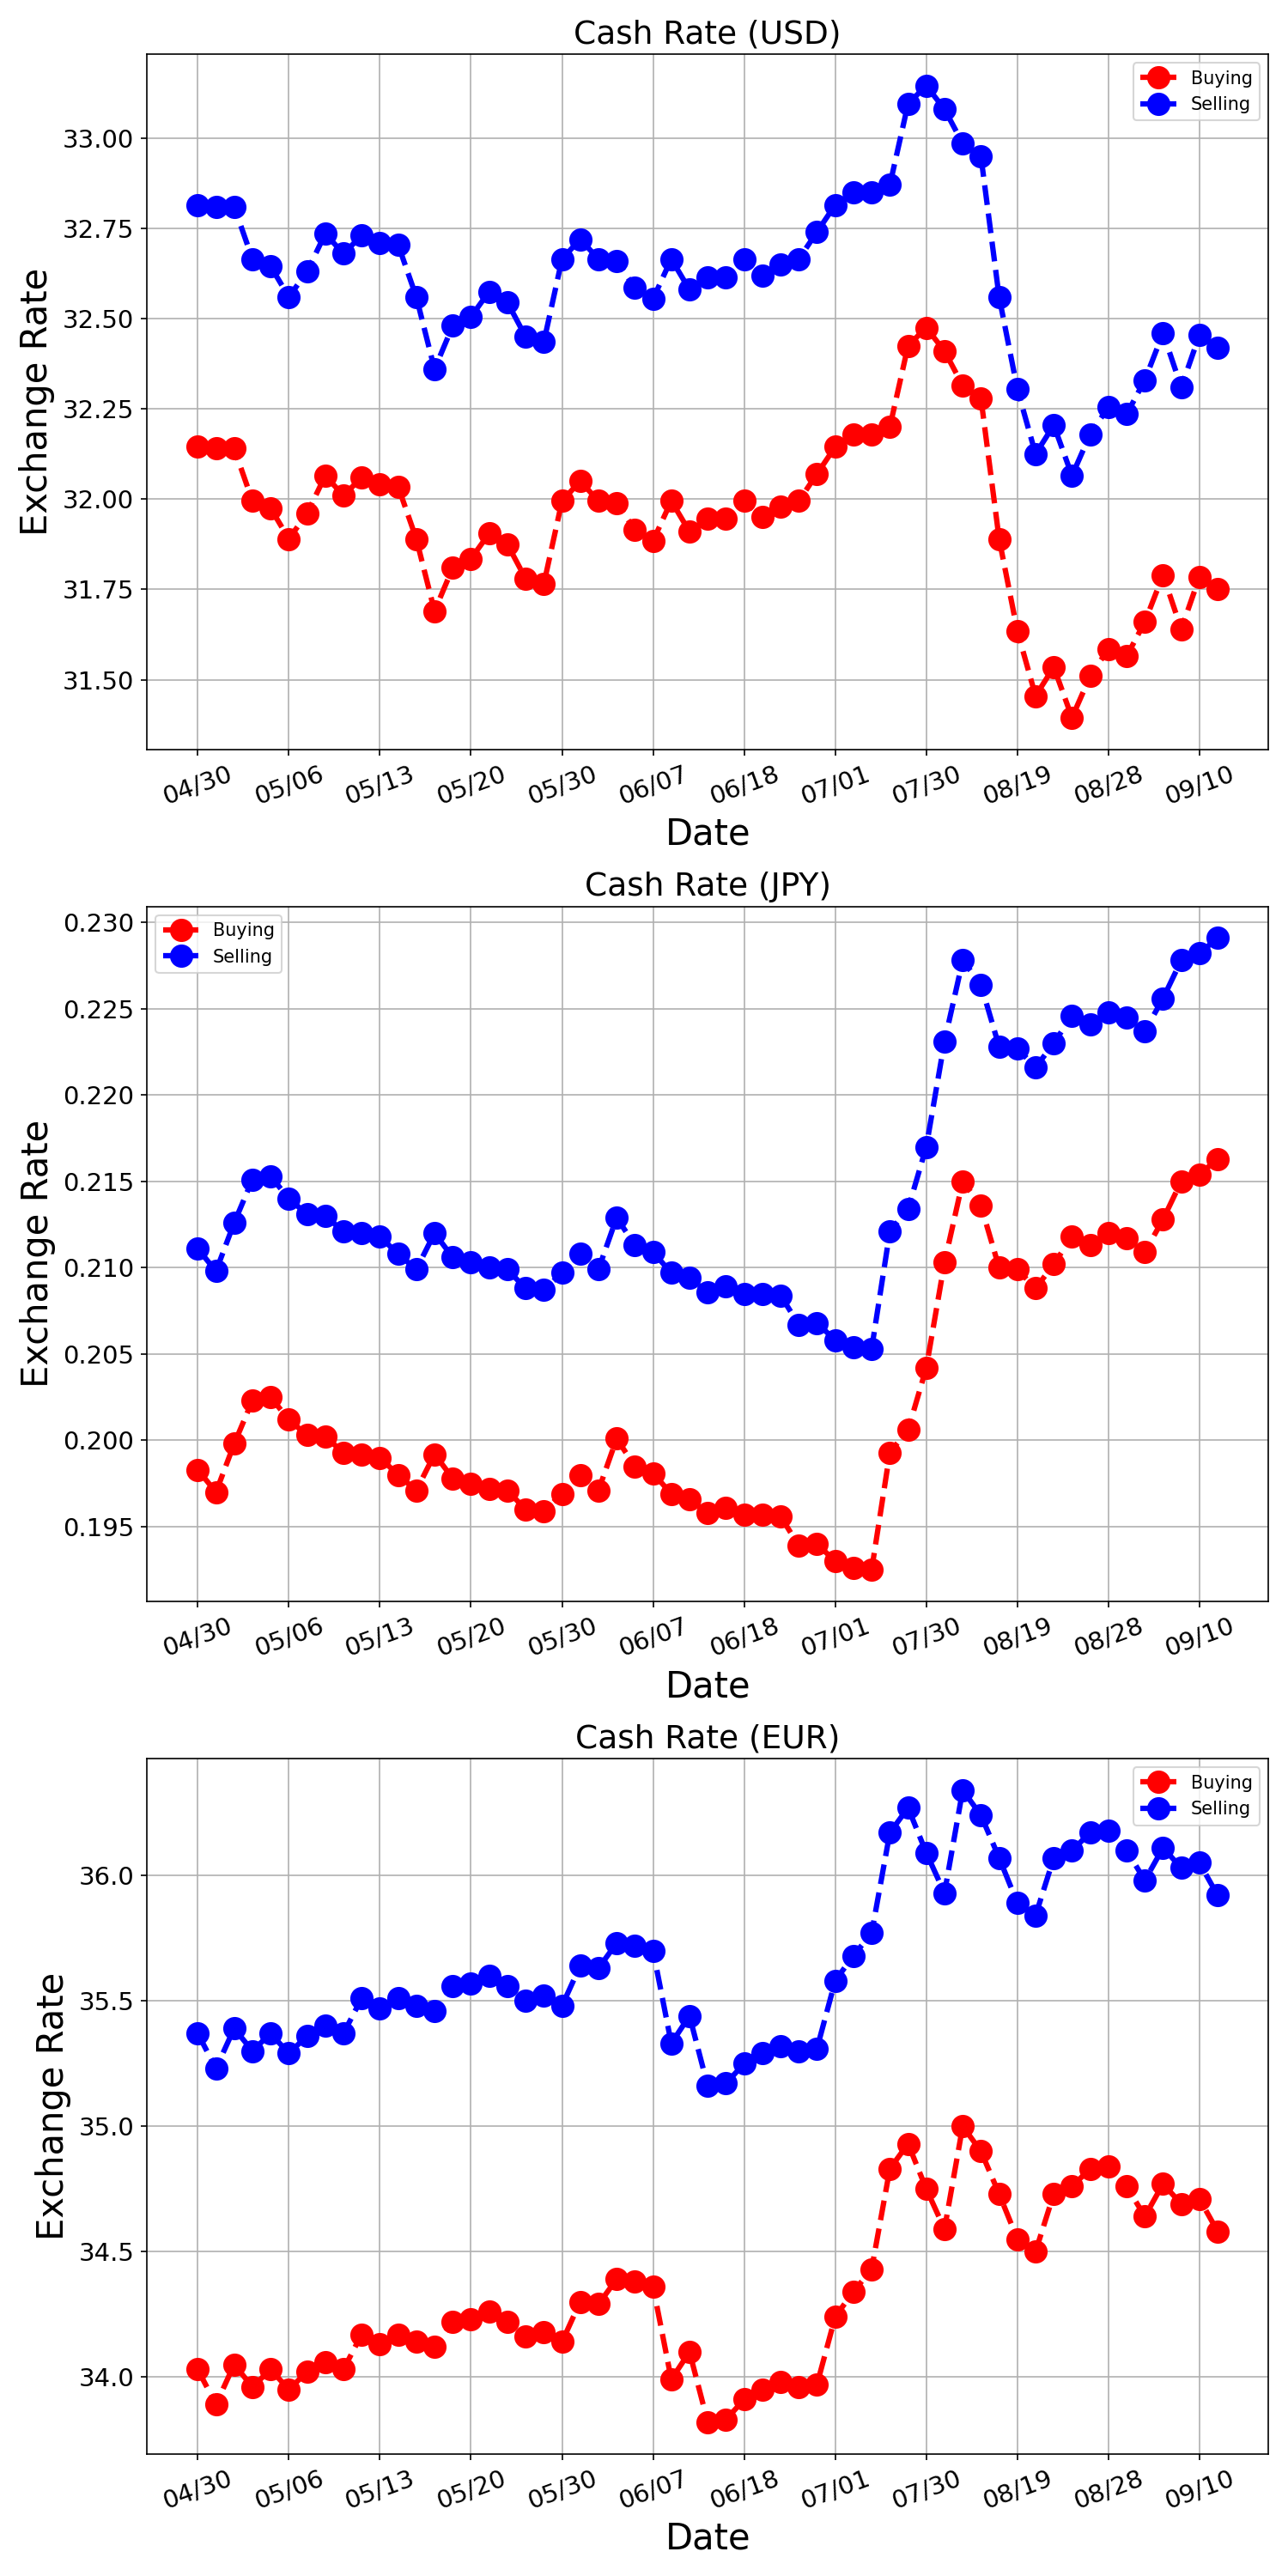 Cash Rate (USD)
Exchange Rate
33.00
32.75
32.50
32.25
32.00
31.75
31.50
Buying
Selling
04/30 05/06 05/13 05/20 05/30 06/07 06/18 07/01 07/30 08/19 08/28 09/10
Date
Cash Rate (JPY)
Exchange Rate
0.230
0.225
0.220
0.215
0.210
0.205
0.200
0.195
Buying
Selling
04/30 05/06 05/13 05/20 05/30 06/07 06/18 07/01 07/30 08/19 08/28 09/10
Date
Cash Rate (EUR)
Exchange Rate
36.0
35.5
35.0
34.5
34.0
Buying
Selling
04/30 05/06 05/13 05/20 05/30 06/07 06/18 07/01 07/30 08/19 08/28 09/10
Date